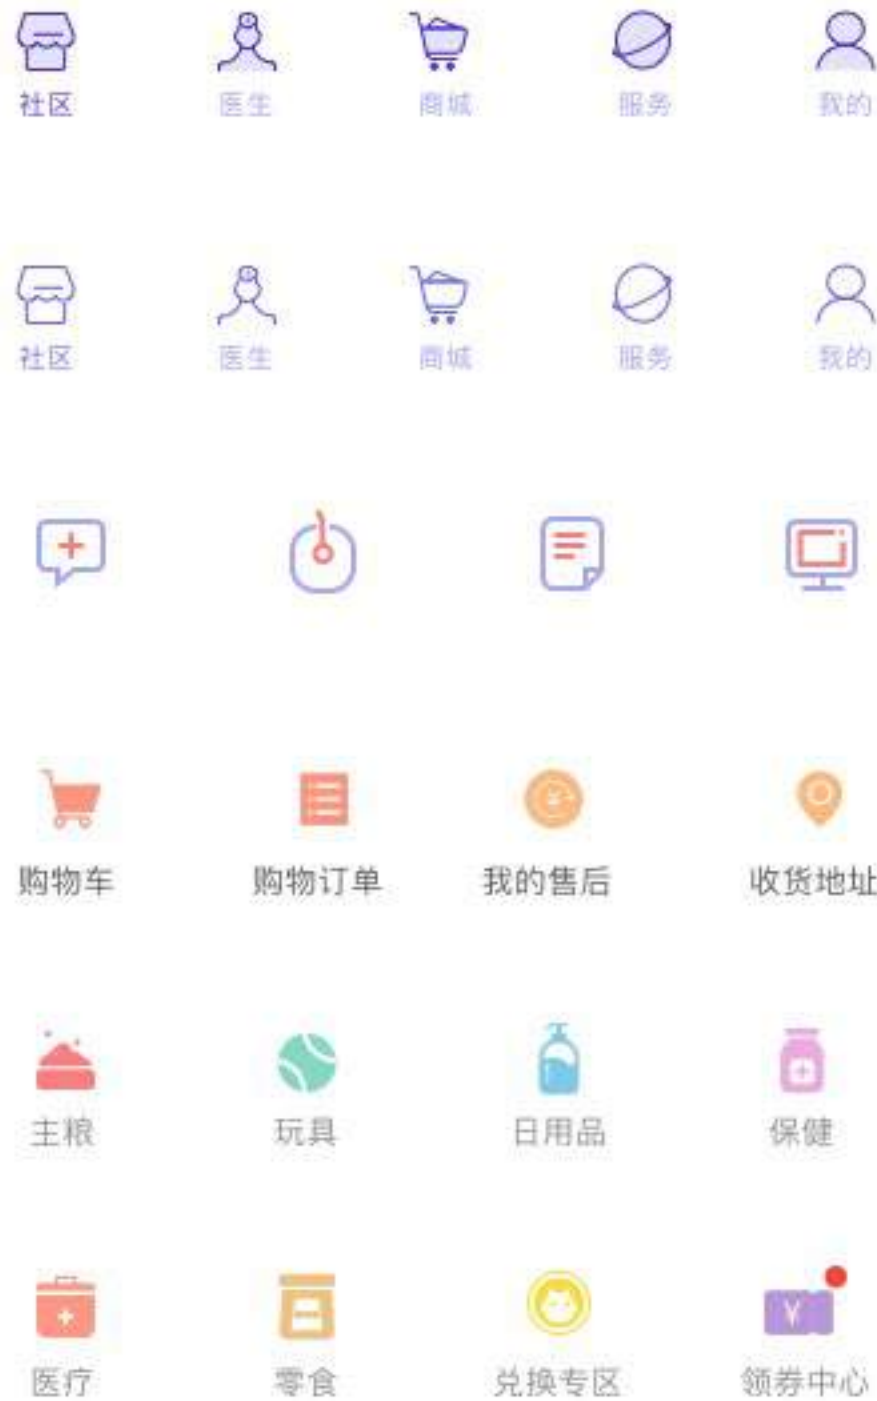 社区 医生 商城 服务 我的
社区 医生 商城 服务 我的
购物车 购物订单 我的售后 收货地址
主粮 玩具 日用品 保健
医疗 零食 兑换专区 领券中心